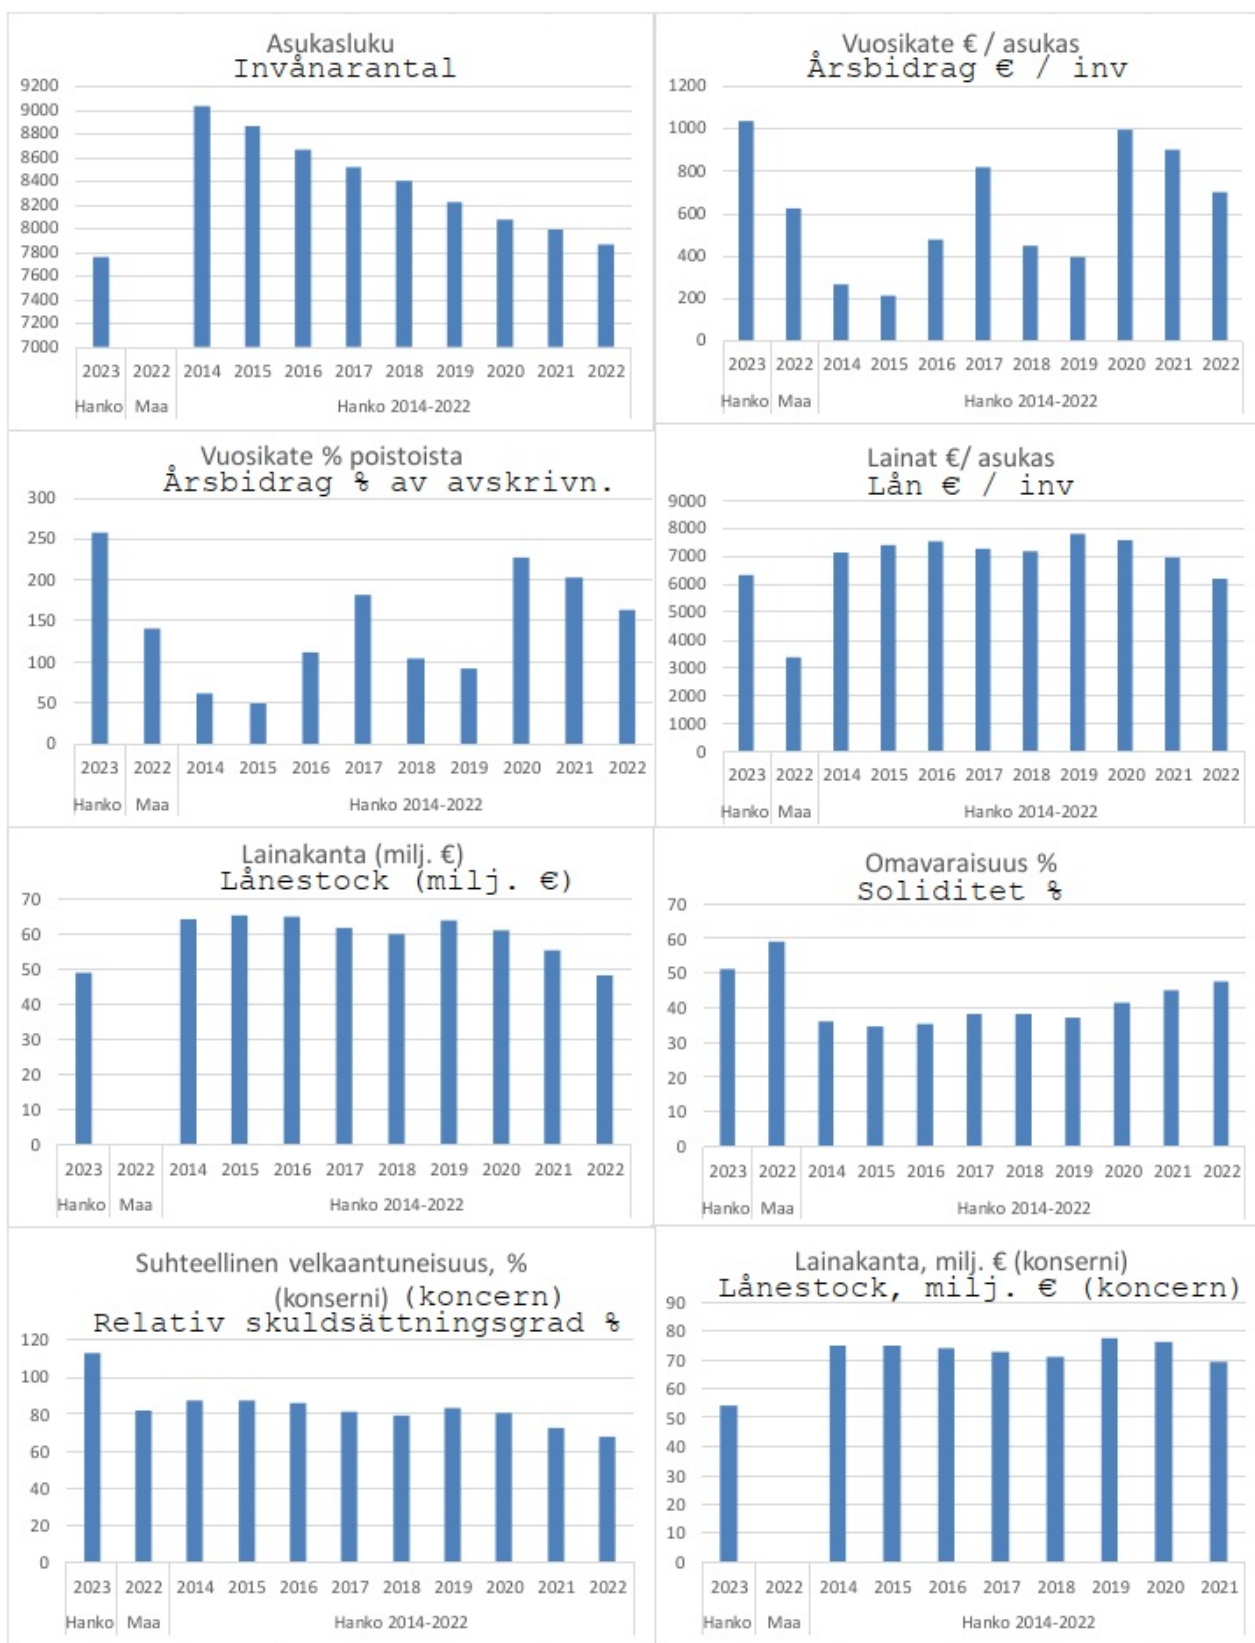 Asukasluku
Invånarantal
9200
9000
8800
8600
8400
8200
8000
7800
7600
7400
7200
7000
2023 2022 2014 2015 2016 2017 2018 2019 2020 2021 2022
Hanko Maa Hanko 2014-2022
Vuosikate € / asukas
Årsbidrag € / inv
1200
1000
800
600
400
200
0
2023 2022 2014 2015 2016 2017 2018 2019 2020 2021 2022
Hanko Maa Hanko 2014-2022
Vuosikate % poistoista
Årsbidrag % av avskrivn.
300
250
200
150
100
50
0
2023 2022 2014 2015 2016 2017 2018 2019 2020 2021 2022
Hanko Maa Hanko 2014-2022
Lainat €/ asukas
Lån € / inv
9000
8000
7000
6000
5000
4000
3000
2000
1000
0
2023 2022 2014 2015 2016 2017 2018 2019 2020 2021 2022
Hanko Maa Hanko 2014-2022
Lainakanta (milj. €)
Lånestock (milj. €)
70
60
50
40
30
20
10
0
2023 2022 2014 2015 2016 2017 2018 2019 2020 2021 2022
Hanko Maa Hanko 2014-2022
Omavaraisuus %
Soliditet %
70
60
50
40
30
20
10
0
2023 2022 2014 2015 2016 2017 2018 2019 2020 2021 2022
Hanko Maa Hanko 2014-2022
Suhteellinen velkaantuneisuus, %
(konserni) (koncern)
Relativ skuldsättningsgrad %
120
100
80
60
40
20
0
2023 2022 2014 2015 2016 2017 2018 2019 2020 2021 2022
Hanko Maa Hanko 2014-2022
Lainakanta, milj. € (konserni)
Lånestock, milj. € (koncern)
90
80
70
60
50
40
30
20
10
0
2023 2022 2014 2015 2016 2017 2018 2019 2020 2021
Hanko Maa Hanko 2014-2022